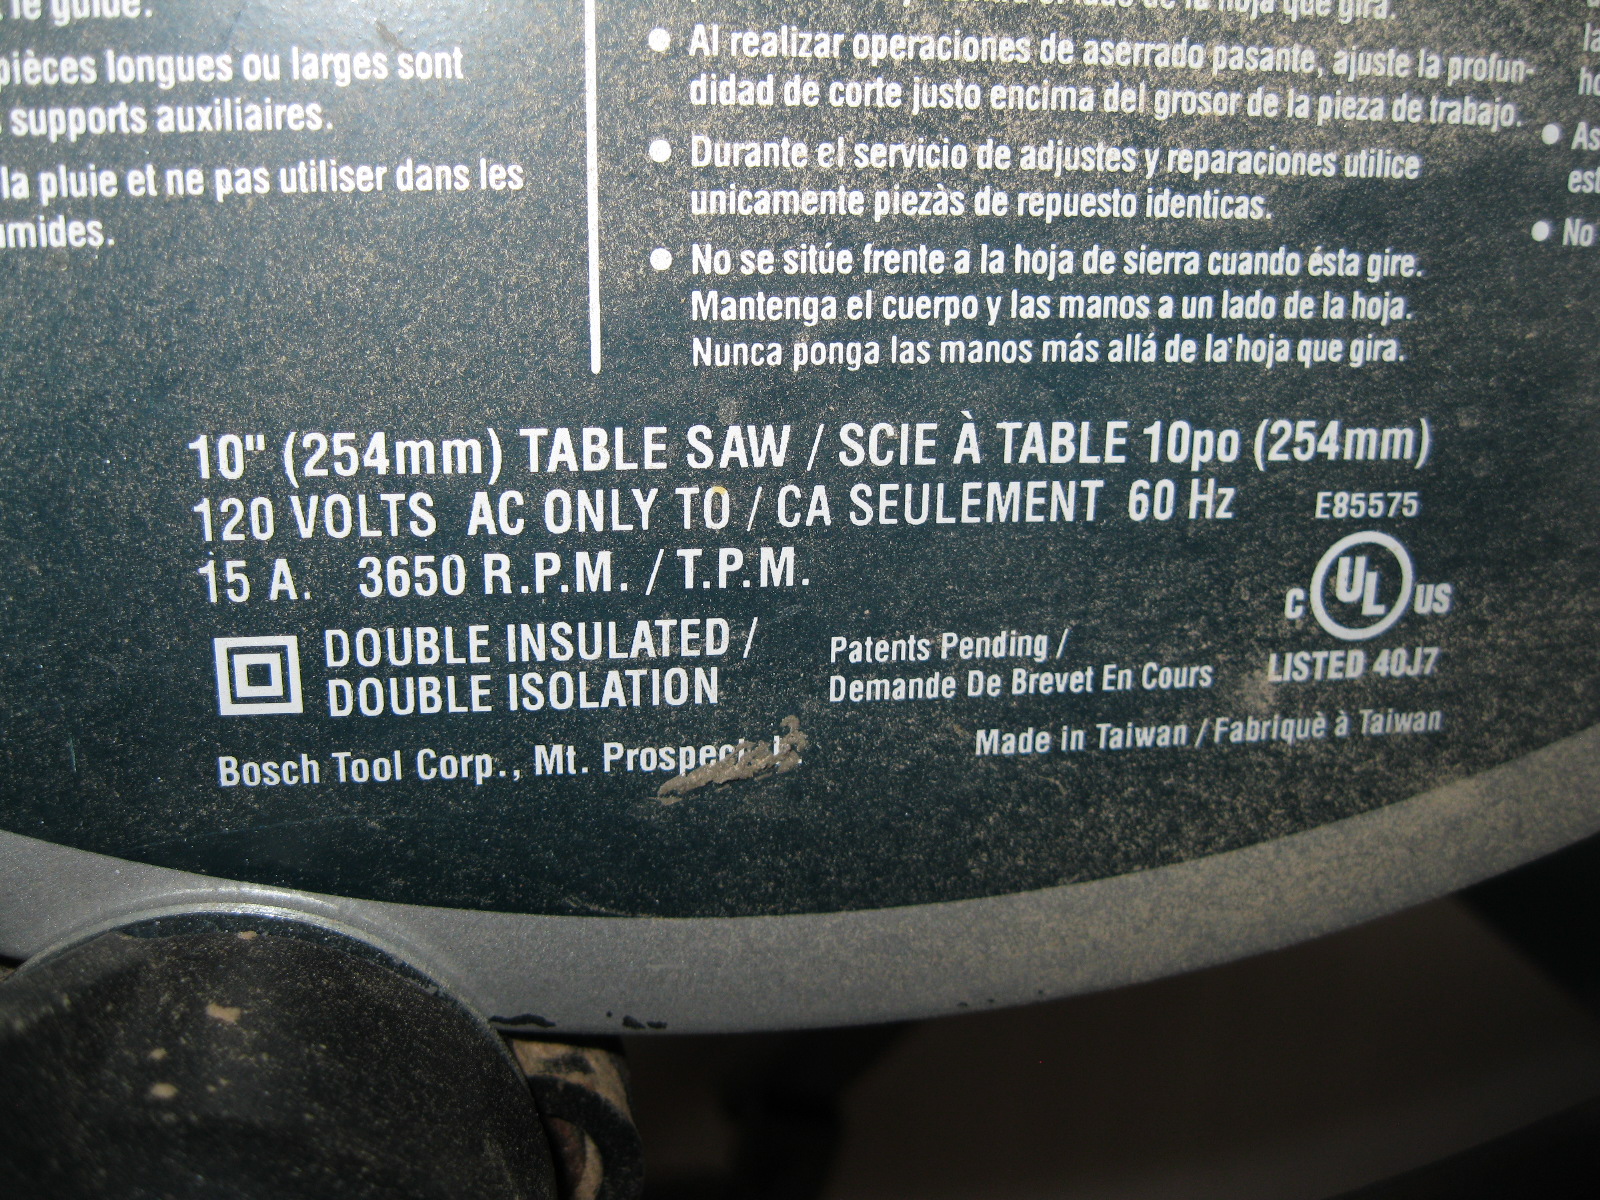 le guide.
pièces longues ou larges sont
supports auxiliaires.
la pluie et ne pas utiliser dans les
hoja que gira.
● Al realizar operaciones de aserrado pasante, ajuste la profun-
didad de corte justo encima del grosor de la pieza de trabajo.
● Durante el servicio de adjustes y reparaciones utilice
unicamente piezàs de repuesto identicas.
● No se sitúe frente a la hoja de sierra cuando ésta gire.
Mantenga el cuerpo y las manos a un lado de la hoja.
Nunca ponga las manos más allá de la hoja que gira.
● No
10" (254mm) TABLE SAW / SCIE À TABLE 10po (254mm)
120 VOLTS AC ONLY TO / CA SEULEMENT 60 Hz
15 A. 3650 R.P.M. / T.P.M.
DOUBLE INSULATED /
DOUBLE ISOLATION
Bosch Tool Corp., Mt.
Patents Pending /
Demande De Brevet En Cours
E85575
C UL US
LISTED 40J7
Made in Taiwan / Fabriquè à Taiwan